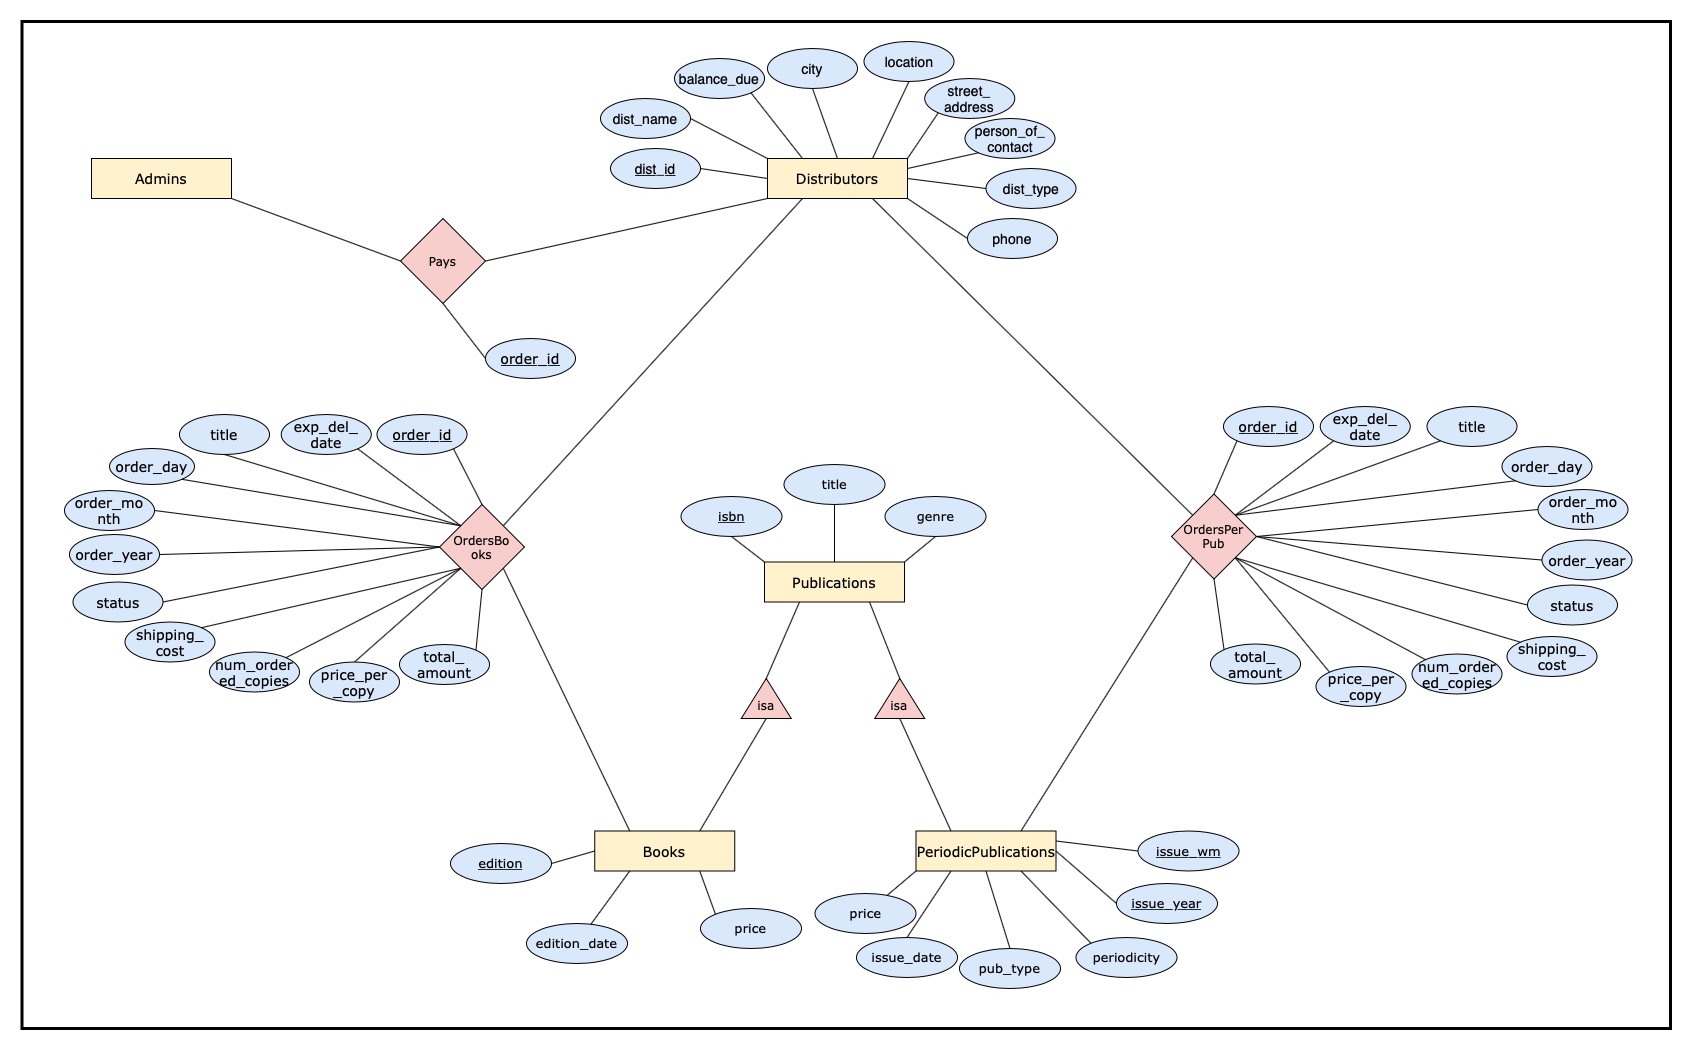 location
city
balance_due
street_
address
dist_name
person_of_
contact
dist_id
Admins
Distributors
dist_type
phone
Pays
order_id
order_id
exp_del_
date
title
order_id
exp_del_
date
title
order_day
order_day
order_mo
nth
order_mo
nth
title
isbn
genre
OrdersBo
oks
OrdersPer
Pub
order_year
order_year
Publications
status
status
shipping_
cost
shipping_
cost
total_
amount
total_
amount
num_order
ed_copies
num_order
ed_copies
price_per
_copy
price_per
_copy
isa
isa
Books
PeriodicPublications
issue_wm
edition
issue_year
price
price
edition_date
issue_date
periodicity
pub_type